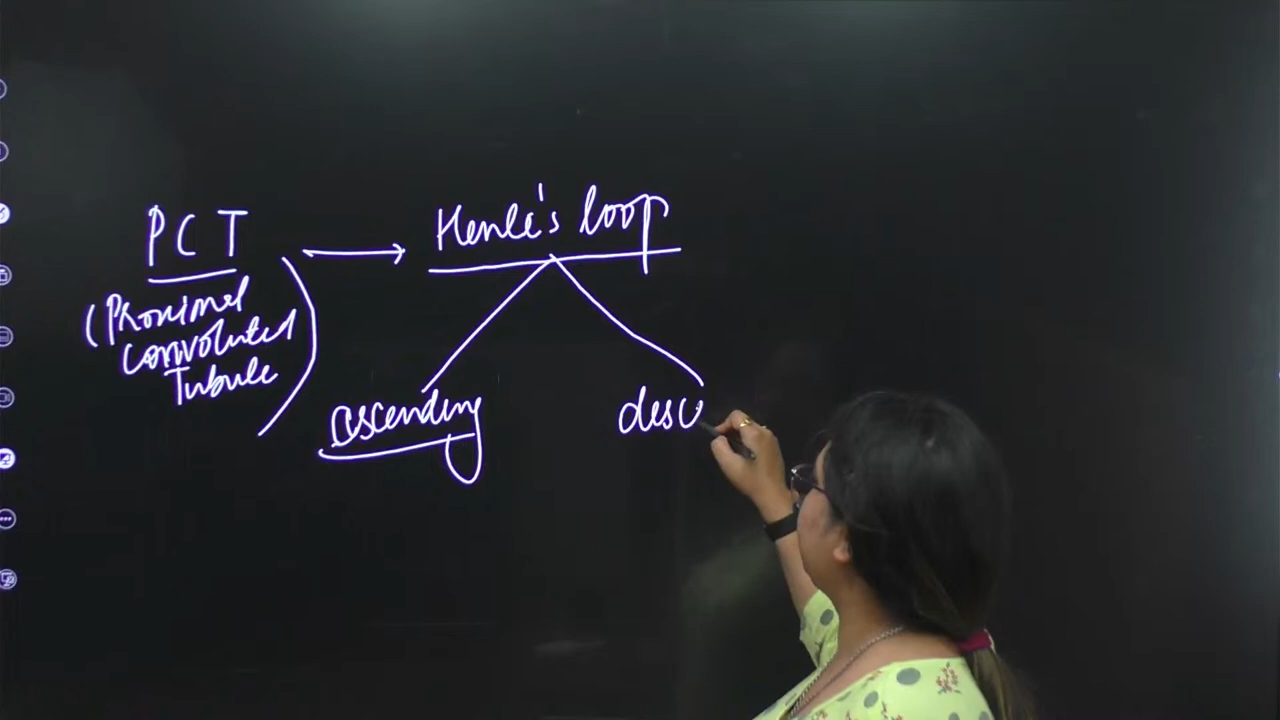 PCT
(Proximal
convoluted
Tubule)
Henle's loop
ascending
desc